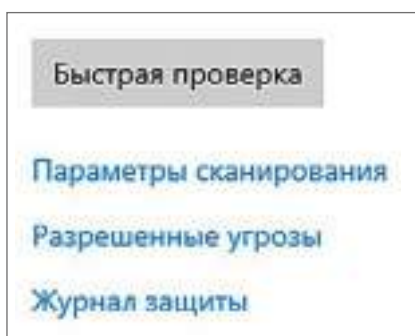 Быстрая проверка
Параметры сканирования
Разрешенные угрозы
Журнал защиты